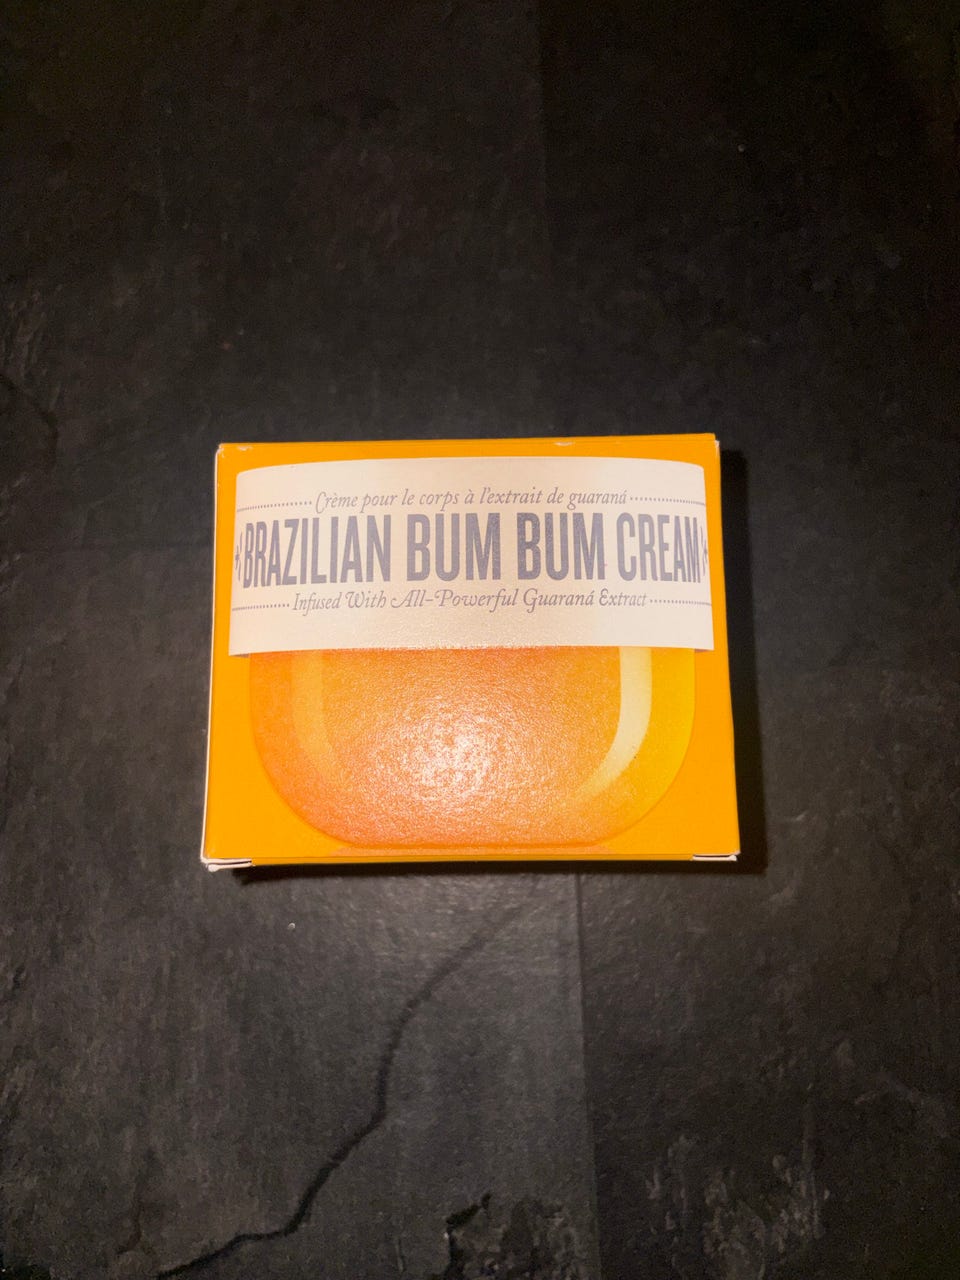 Crème pour le corps à l'extrait de guaraná
BRAZILIAN BUM BUM CREAM
Infused With All-Powerful Guaraná Extract